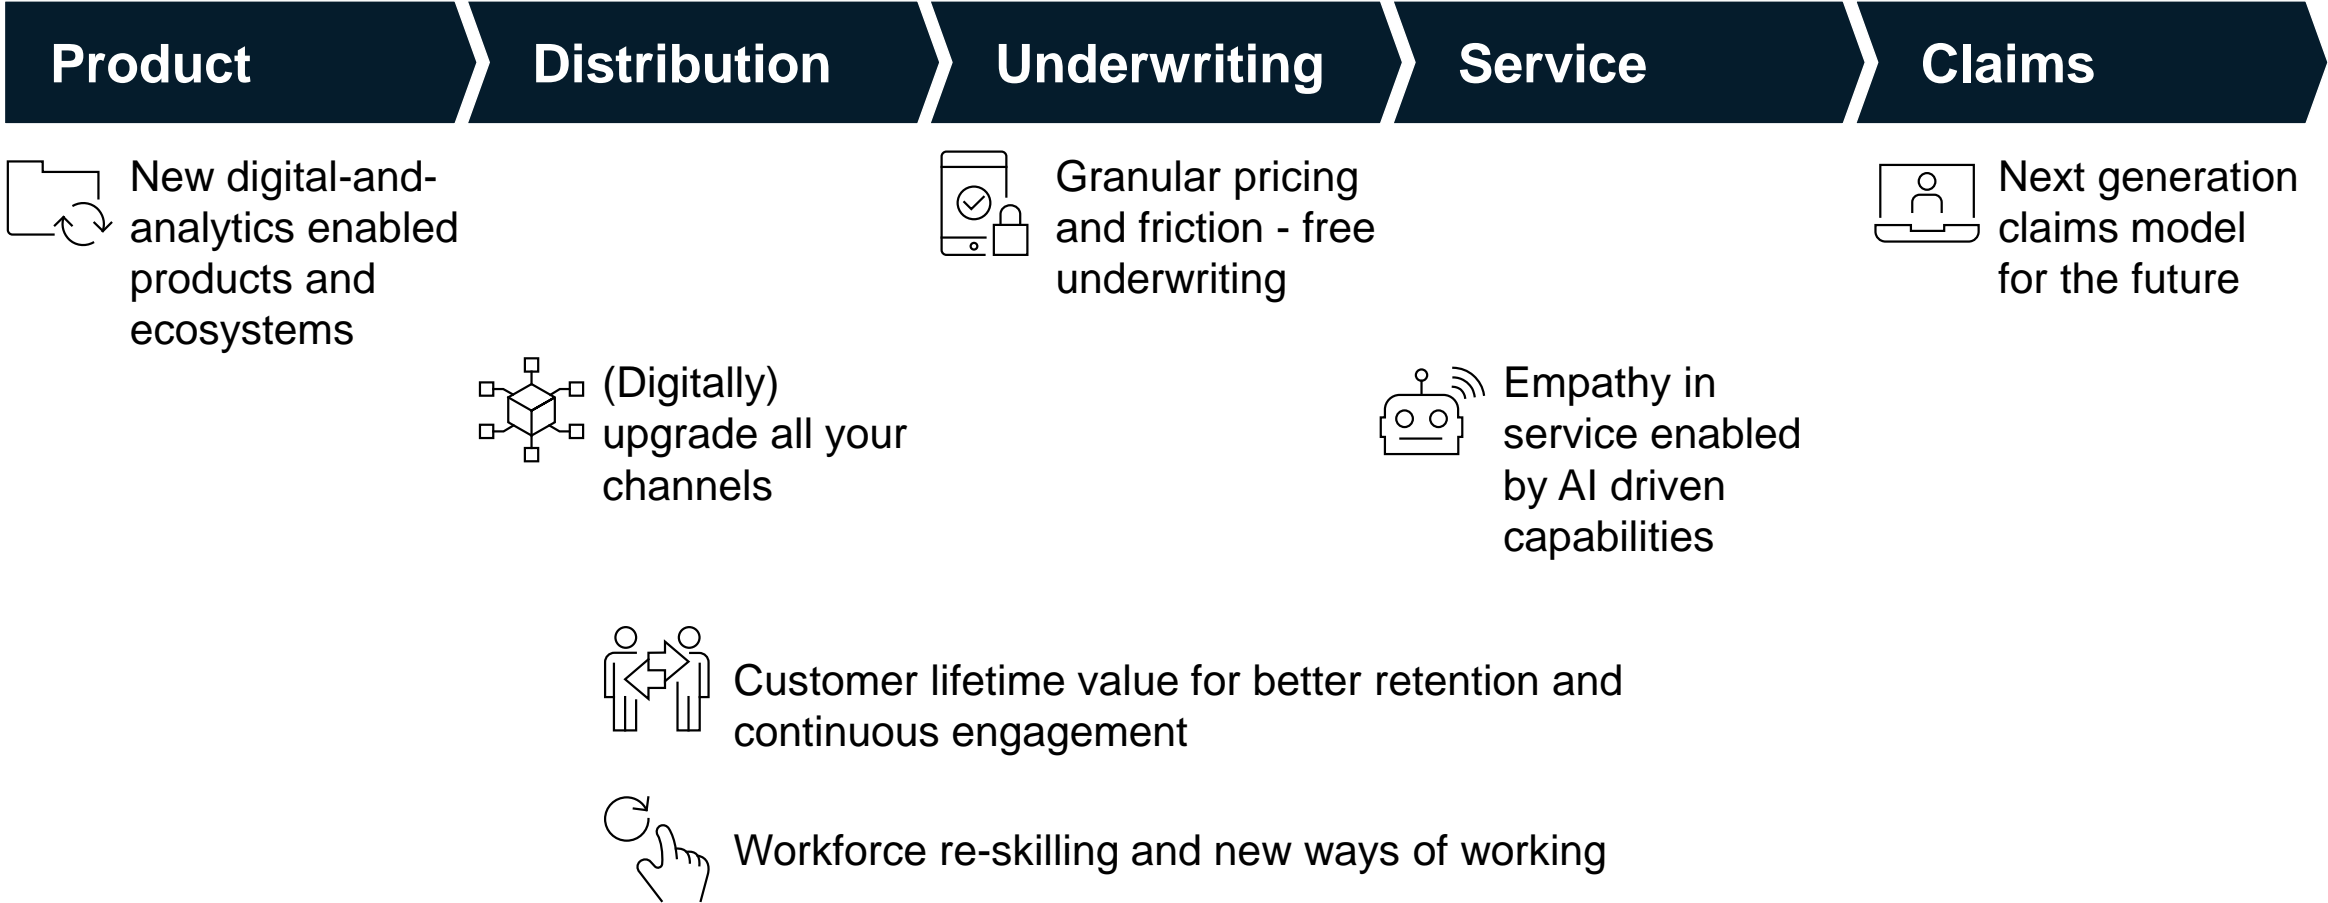 Product
Distribution
Underwriting
Service
Claims
New digital-and-
analytics enabled
products and
ecosystems
(Digitally)
upgrade all your
channels
Granular pricing
and friction - free
underwriting
Empathy in
service enabled
by AI driven
capabilities
Next generation
claims model
for the future
Customer lifetime value for better retention and
continuous engagement
Workforce re-skilling and new ways of working